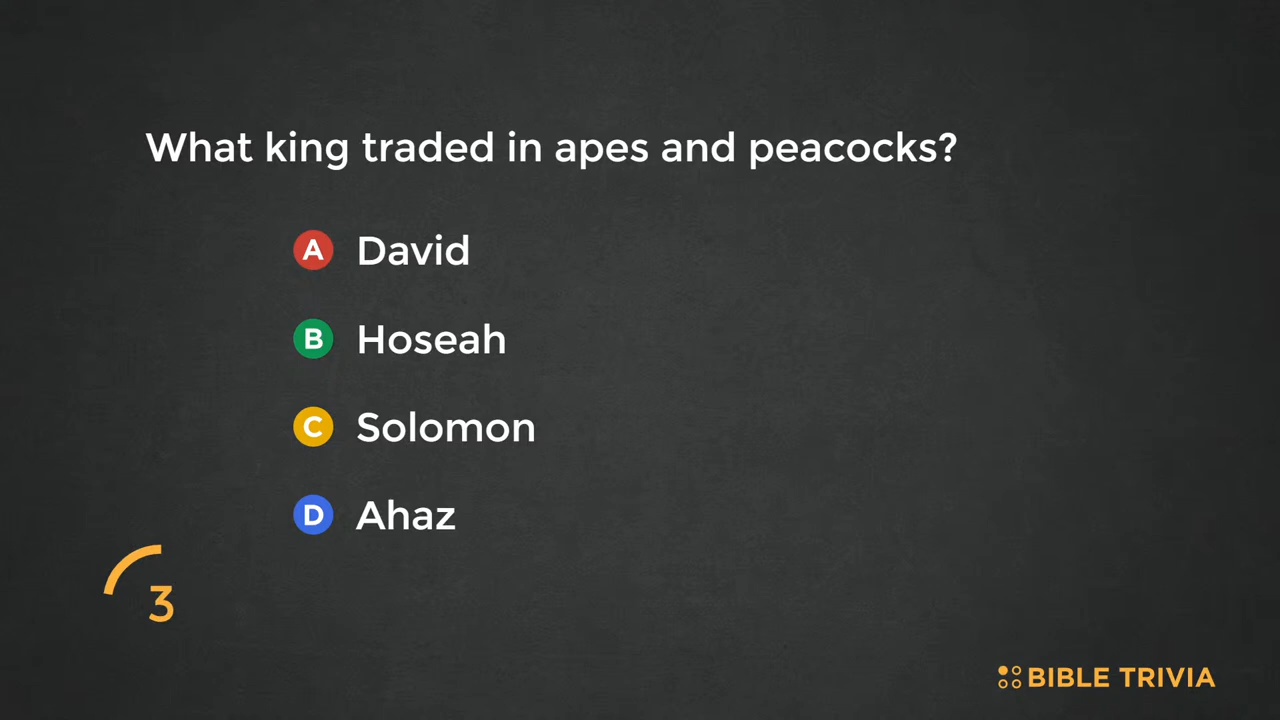 What king traded in apes and peacocks?
A David
B Hoseah
C Solomon
D Ahaz
3
BIBLE TRIVIA